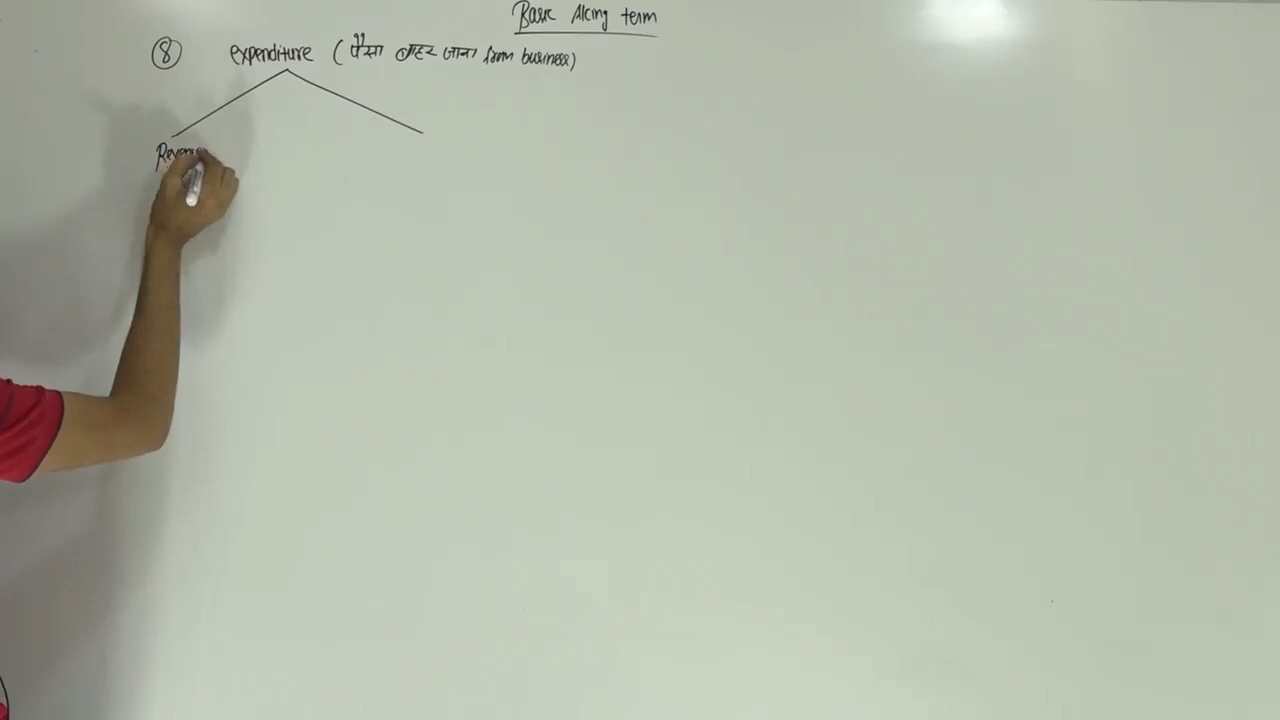 Basic A/cing term
⑧ expenditure (पैसा बाहर जाना from business)